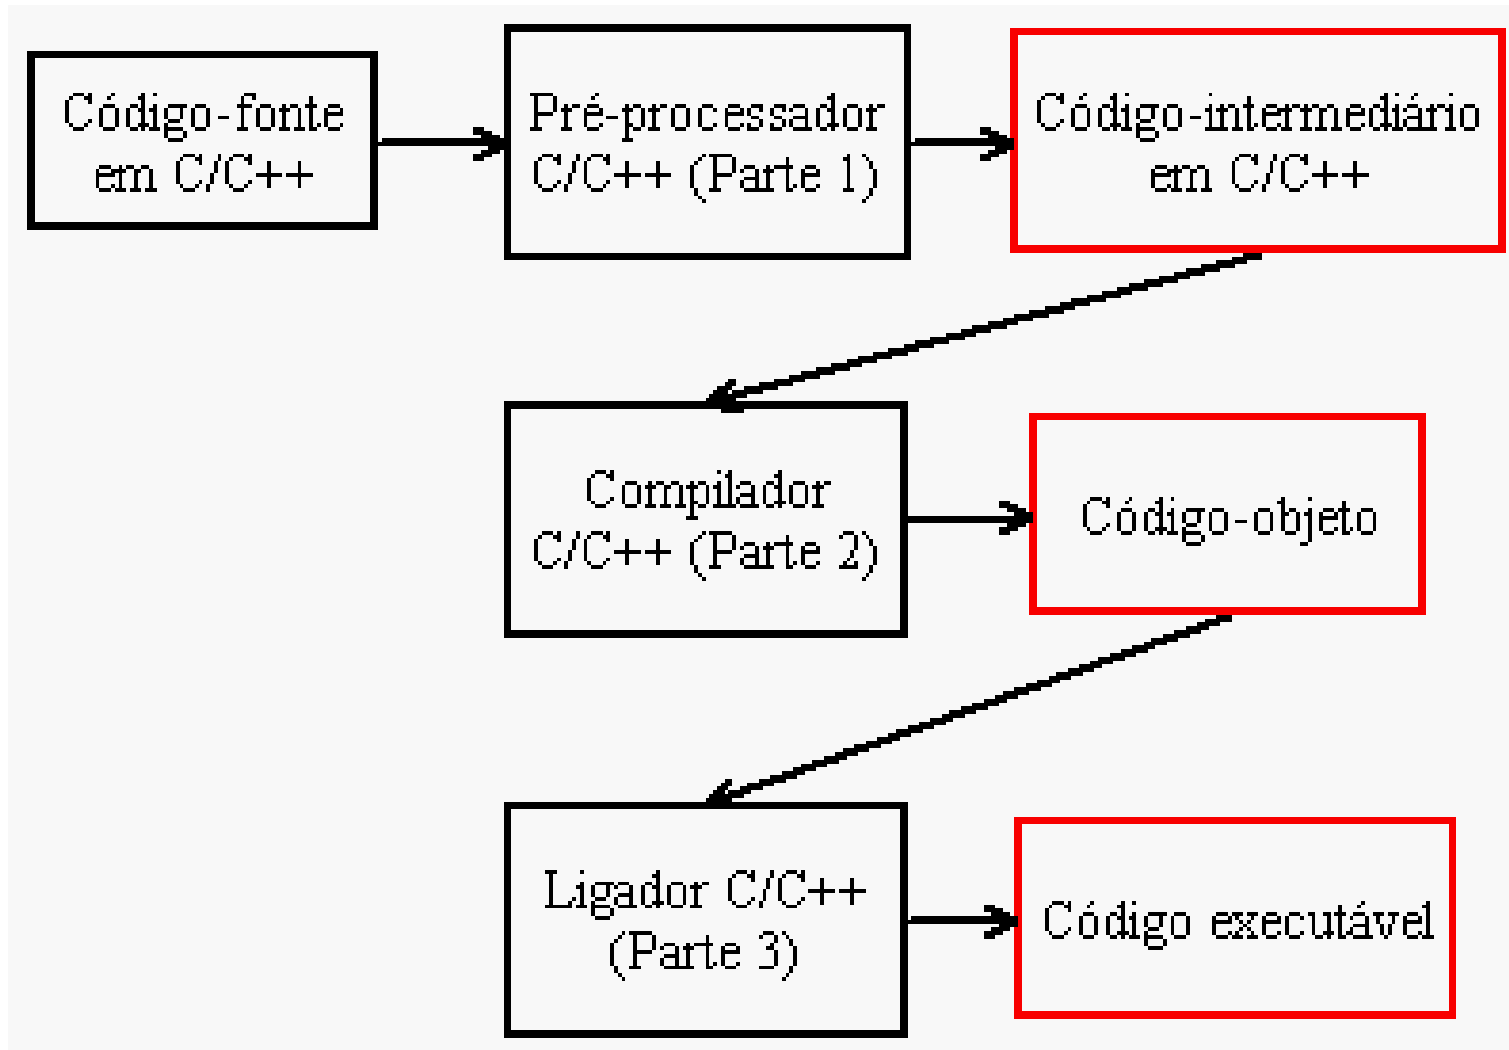 Código-fonte
em C/C++
Pré-processador
C/C++ (Parte 1)
Código-intermediário
em C/C++
Compilador
C/C++ (Parte 2)
Código-objeto
Ligador C/C++
(Parte 3)
Código executável